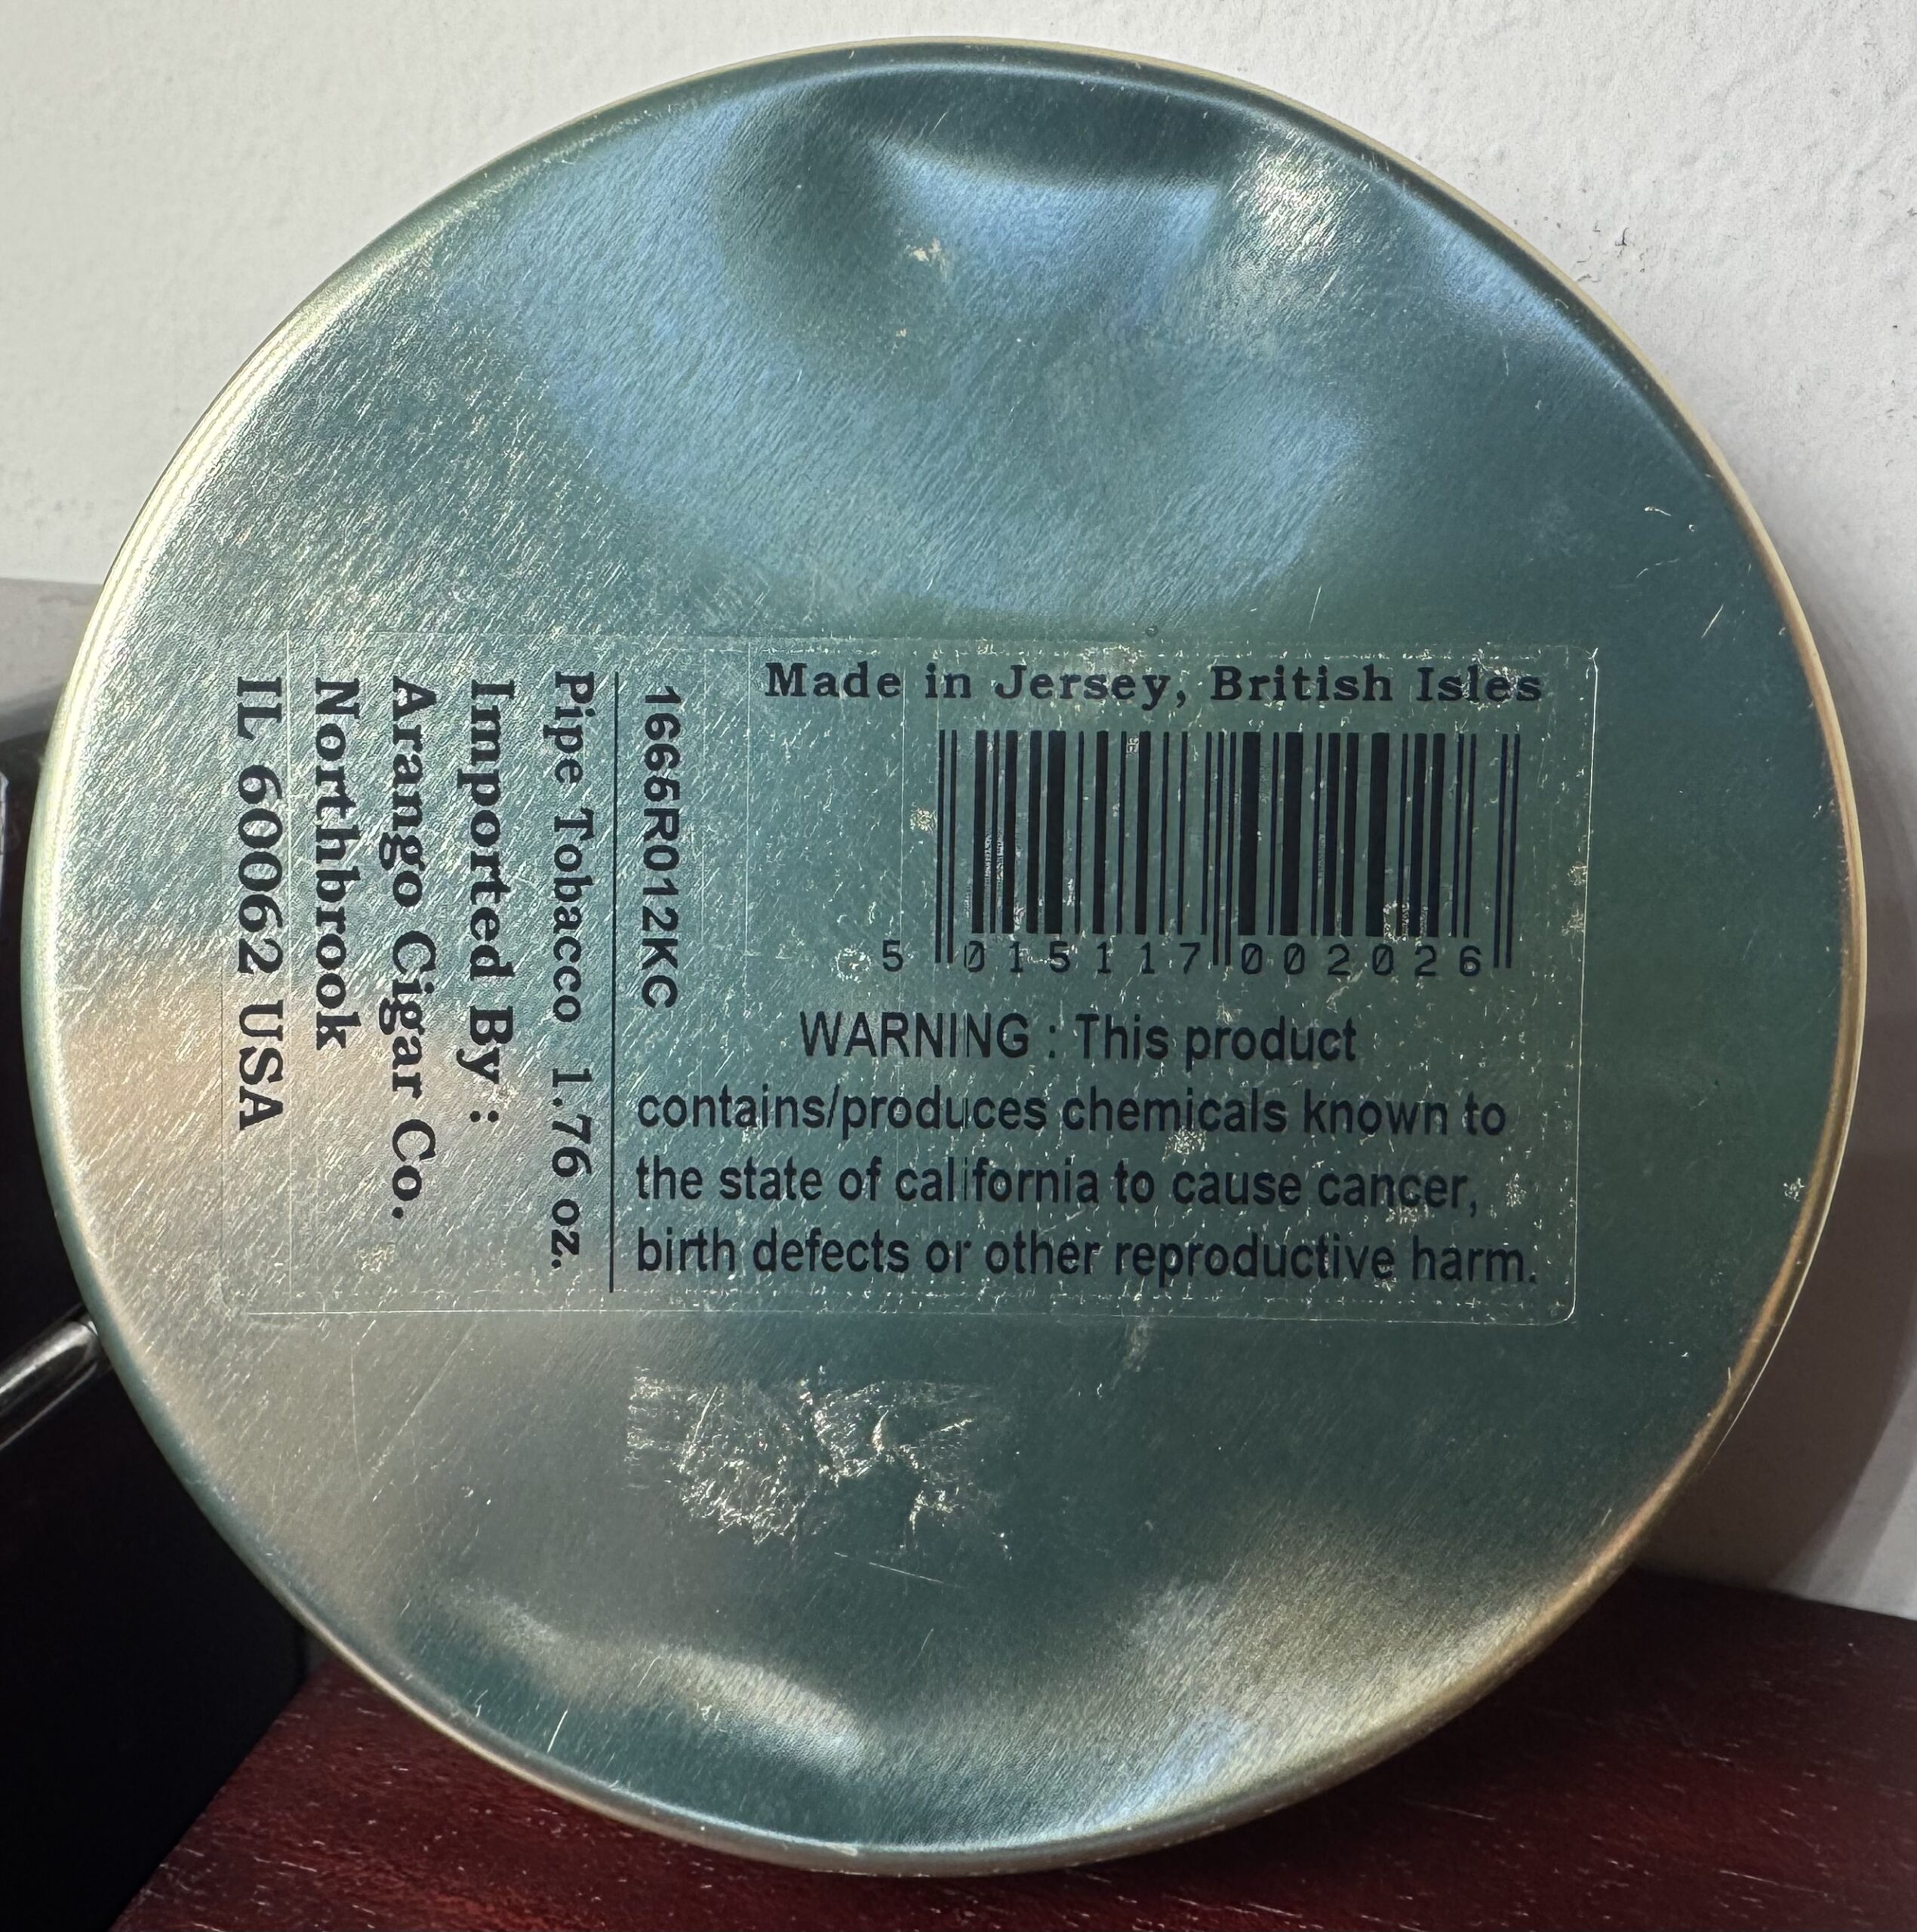 Made in Jersey, British Isles
5 015117 002026
WARNING : This product
contains/produces chemicals known to
the state of california to cause cancer,
birth defects or other reproductive harm.
1665R012KC
Pipe Tobacco 1.76 oz.
Imported By :
Arango Cigar Co.
Northbrook
IL 60062 USA